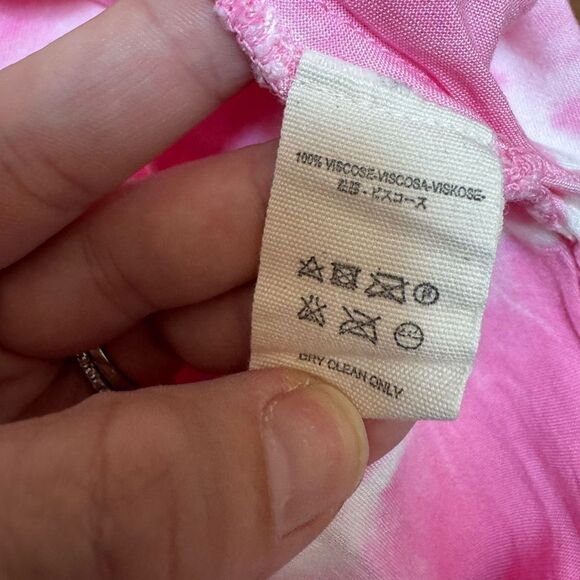 100% VISCOSE-VISCOSA-VISKOSE-
ビスコース
P
DRY CLEAN ONLY